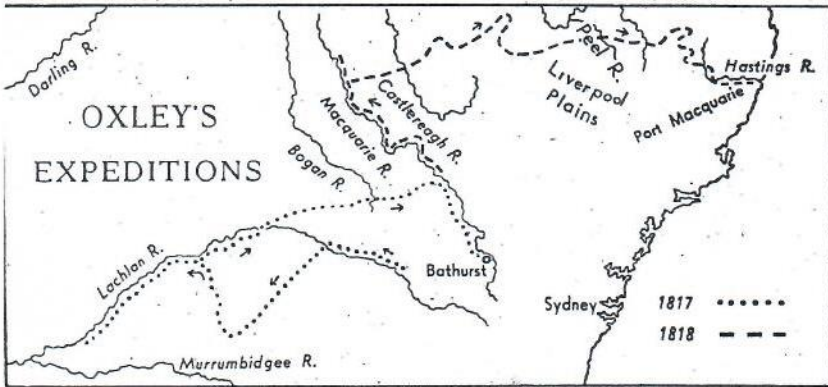 Darling R.
OXLEY'S
EXPEDITIONS
Bogan R.
Macquarie R.
Castlereagh R.
Peel R.
Liverpool
Plains
Hastings R.
Port Macquarie
Lachlan R.
Bathurst
Sydney
1817
1818
Murrumbidgee R.